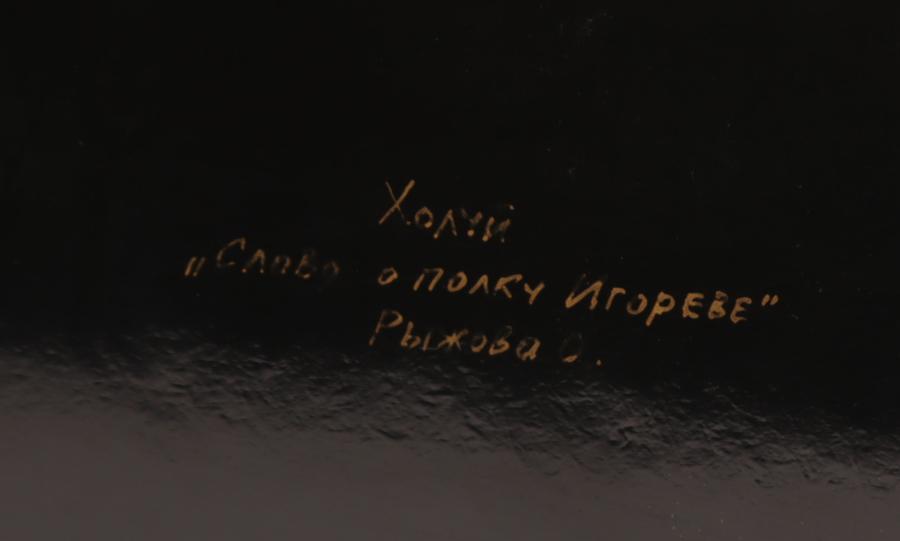 Холуй
„Слово о полку Игореве"
Рыжова О.